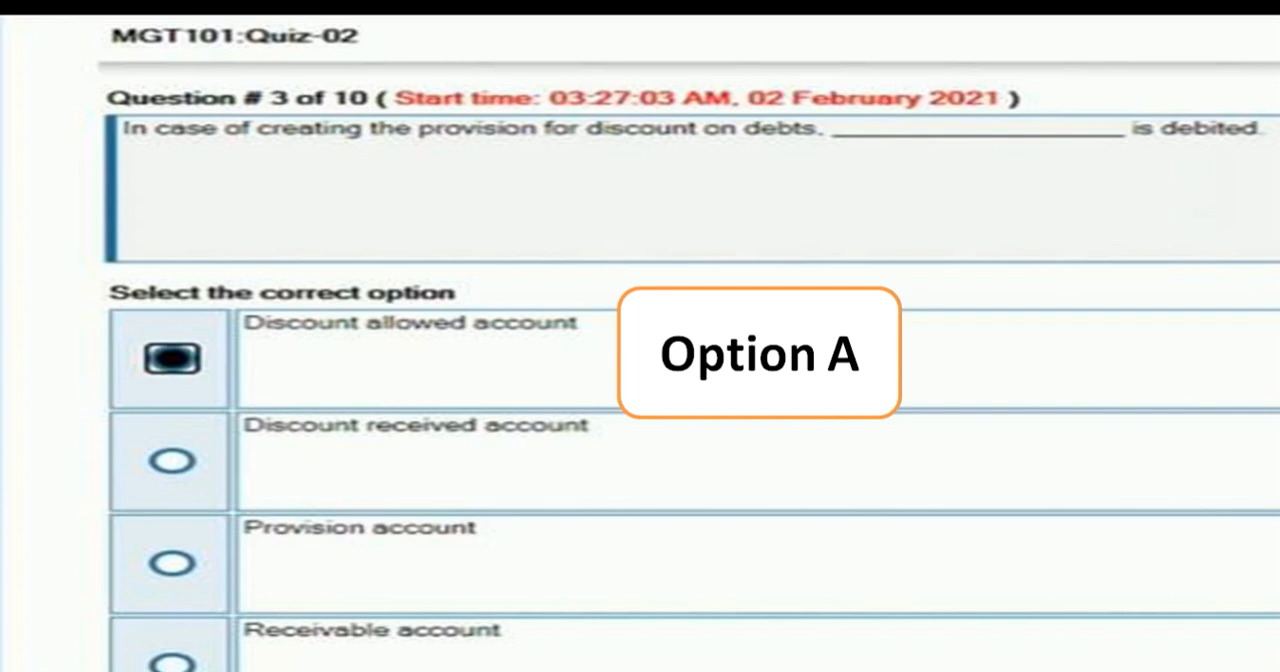 MGT101:Quiz-02
Question # 3 of 10 ( Start time: 03:27:03 AM, 02 February 2021 )
In case of creating the provision for discount on debts, ____________________ is debited.
Select the correct option
Discount allowed account
Option A
Discount received account
Provision account
Receivable account